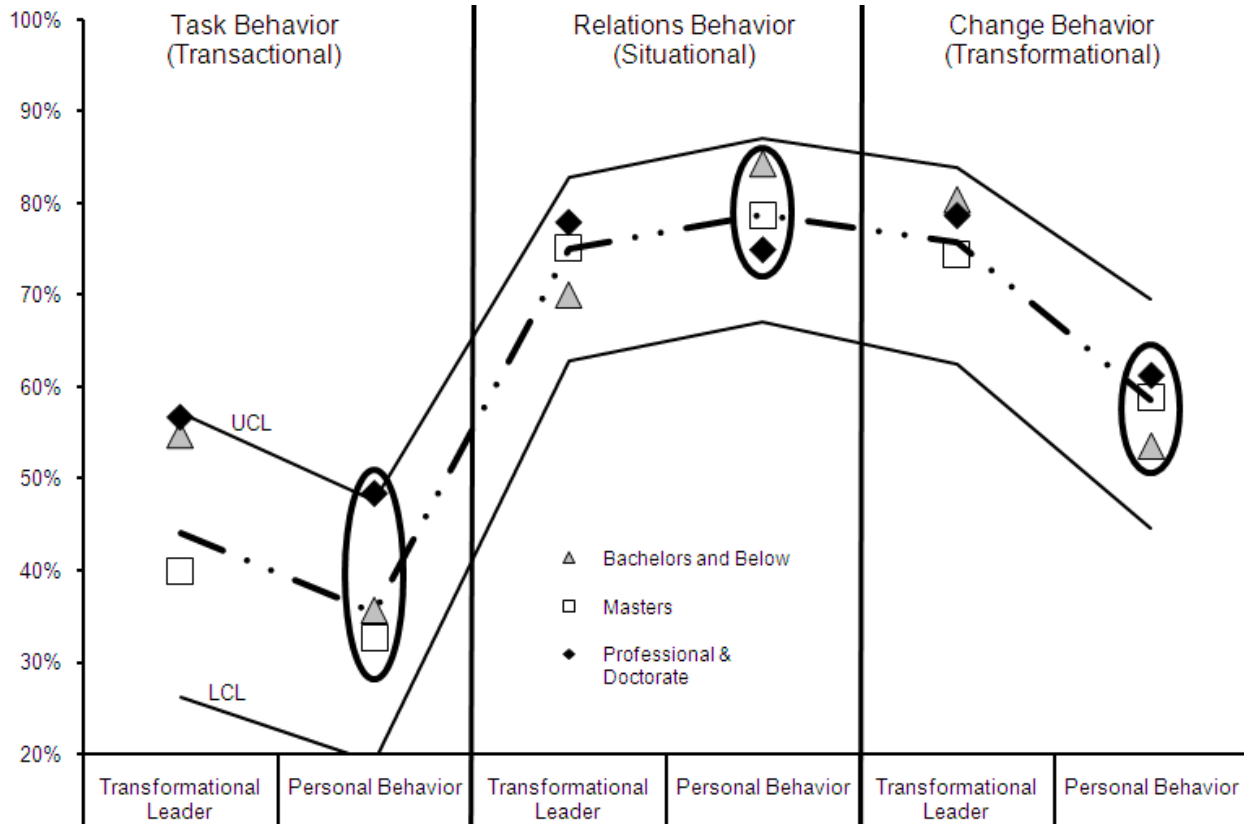 100%
90%
80%
70%
60%
50%
40%
30%
20%
Task Behavior
(Transactional)
Relations Behavior
(Situational)
Change Behavior
(Transformational)
UCL
LCL
Bachelors and Below
Masters
Professional &
Doctorate
Transformational
Leader
Personal Behavior
Transformational
Leader
Personal Behavior
Transformational
Leader
Personal Behavior